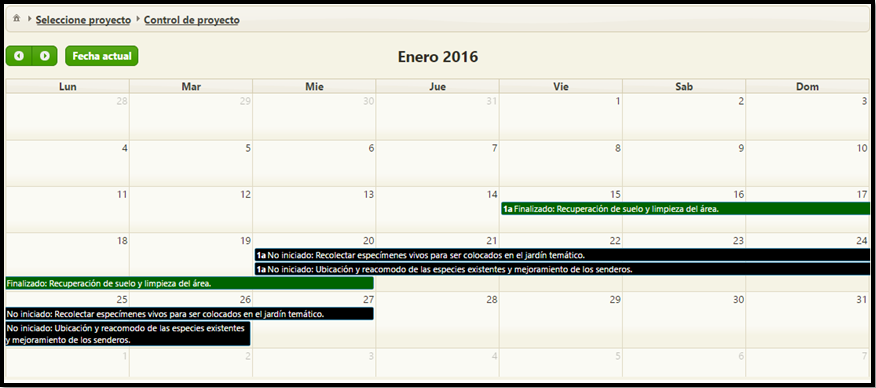 Seleccione proyecto Control de proyecto
Fecha actual
Enero 2016
Lun Mar Mie Jue Vie Sab Dom
28 29 30 31 1 2 3
4 5 6 7 8 9 10
11 12 13 14 15 16 17
1a Finalizado: Recuperación de suelo y limpieza del área.
18 19 20 21 22 23 24
1a No iniciado: Recolectar especímenes vivos para ser colocados en el jardín temático.
1a No iniciado: Ubicación y reacomodo de las especies existentes y mejoramiento de los senderos.
Finalizado: Recuperación de suelo y limpieza del área.
25 26 27 28 29 30 31
No iniciado: Recolectar especímenes vivos para ser colocados en el jardín temático.
No iniciado: Ubicación y reacomodo de las especies existentes
y mejoramiento de los senderos.
1 2 3 4 5 6 7